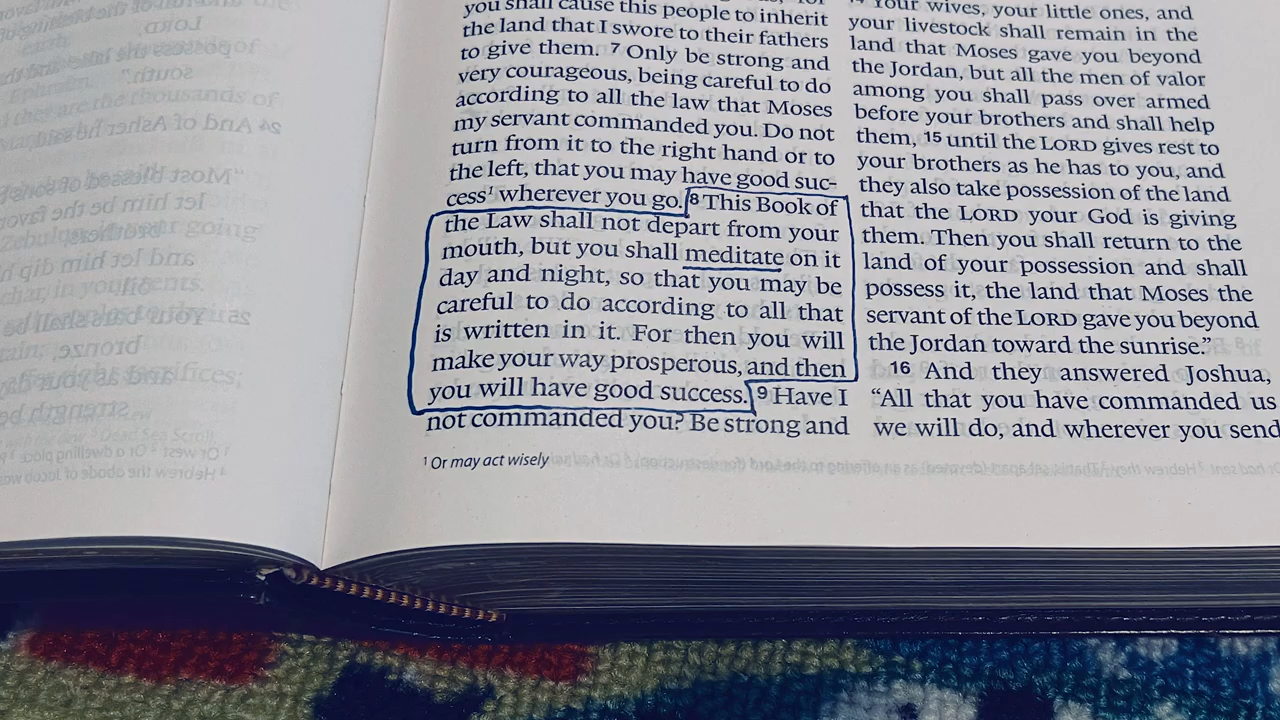 you shall cause this people to inherit
the land that I swore to their fathers
to give them. 7 Only be strong and
very courageous, being careful to do
according to all the law that Moses
my servant commanded you. Do not
turn from it to the right hand or to
the left, that you may have good suc-
cess¹ wherever you go. 8 This Book of
the Law shall not depart from your
mouth, but you shall meditate on it
day and night, so that you may be
careful to do according to all that
is written in it. For then you will
make your way prosperous, and then
you will have good success. 9 Have I
not commanded you? Be strong and
¹ Or may act wisely
14 Your wives, your little ones, and
your livestock shall remain in the
land that Moses gave you beyond
the Jordan, but all the men of valor
among you shall pass over armed
before your brothers and shall help
them, 15 until the LORD gives rest to
your brothers as he has to you, and
they also take possession of the land
that the LORD your God is giving
them. Then you shall return to the
land of your possession and shall
possess it, the land that Moses the
servant of the LORD gave you beyond
the Jordan toward the sunrise.”
16 And they answered Joshua,
“All that you have commanded us
we will do, and wherever you send